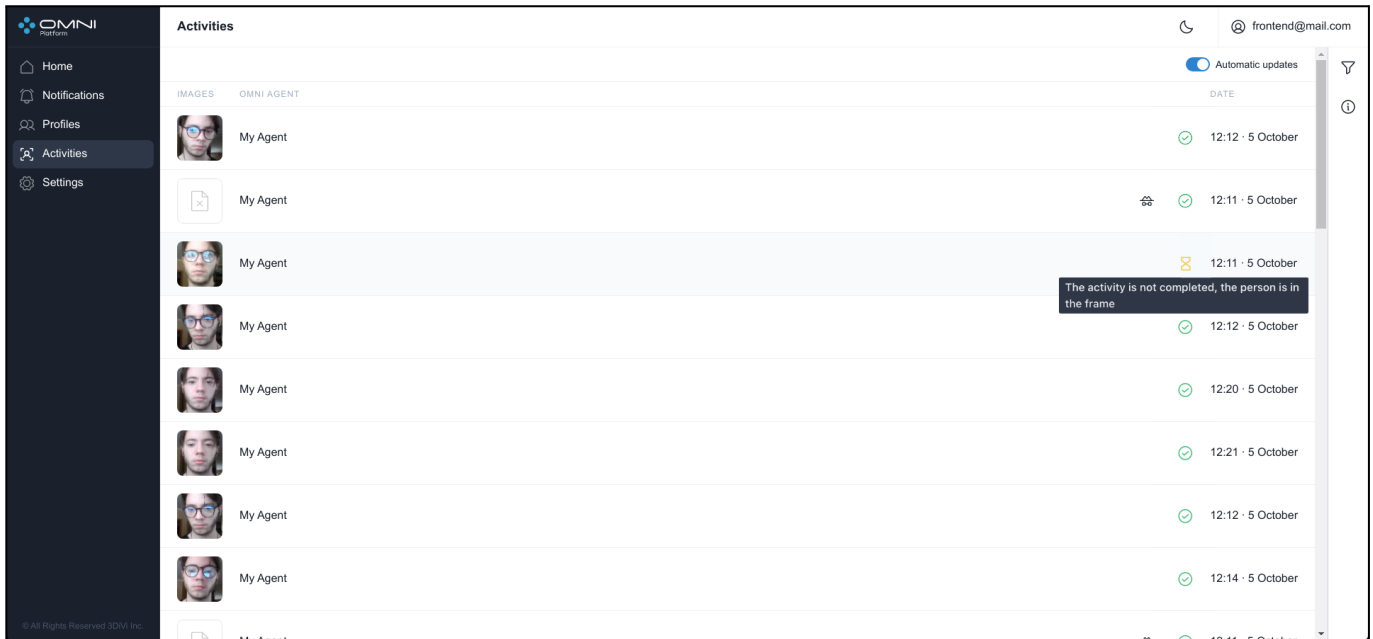 OMNI
Platform
Activities
frontend@mail.com
Home
Notifications
Profiles
Activities
Settings
Automatic updates
IMAGES OMNI AGENT DATE
My Agent 12:12 · 5 October
My Agent 12:11 · 5 October
My Agent 12:11 · 5 October
The activity is not completed, the person is in
the frame
My Agent 12:12 · 5 October
My Agent 12:20 · 5 October
My Agent 12:21 · 5 October
My Agent 12:12 · 5 October
My Agent 12:14 · 5 October
© All Rights Reserved 3DiVi Inc.